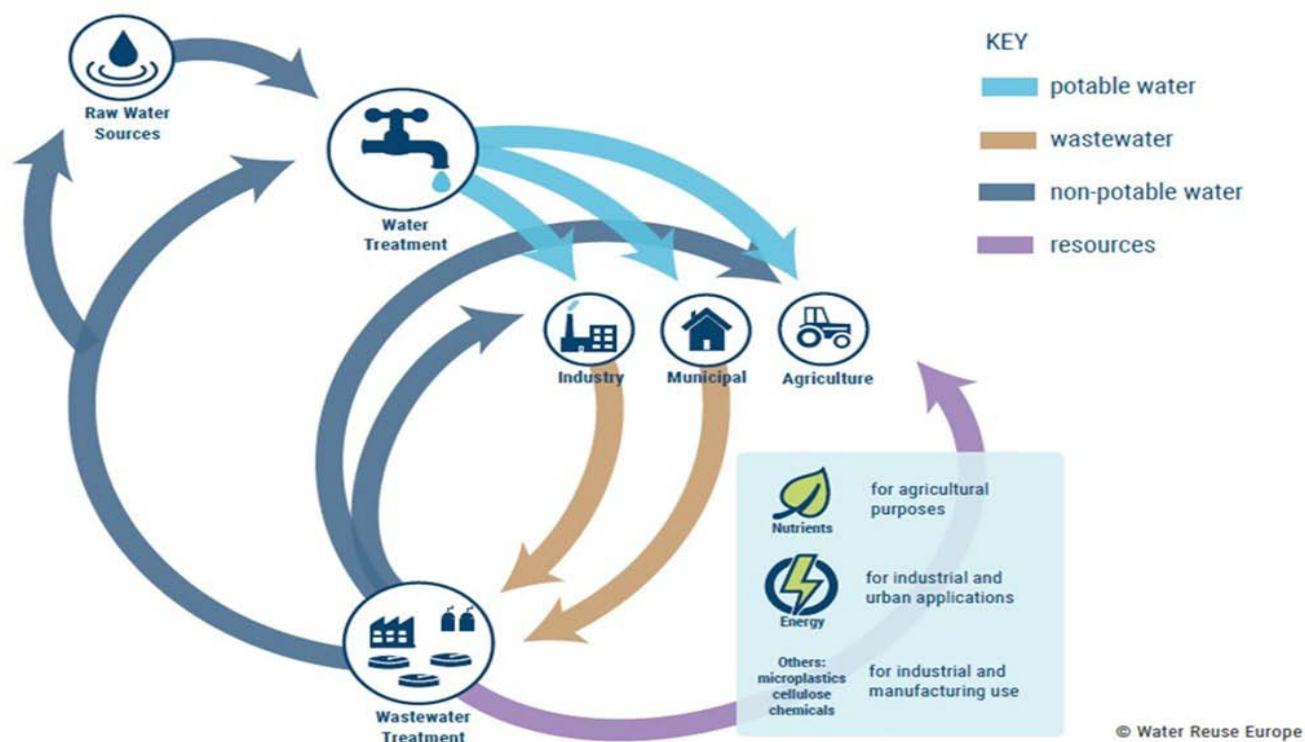 Raw Water
Sources
Water
Treatment
KEY
potable water
wastewater
non-potable water
resources
Industry
Municipal
Agriculture
Nutrients
for agricultural
purposes
Energy
for industrial and
urban applications
Others:
microplastics
cellulose
chemicals
for industrial and
manufacturing use
Wastewater
Treatment
© Water Reuse Europe